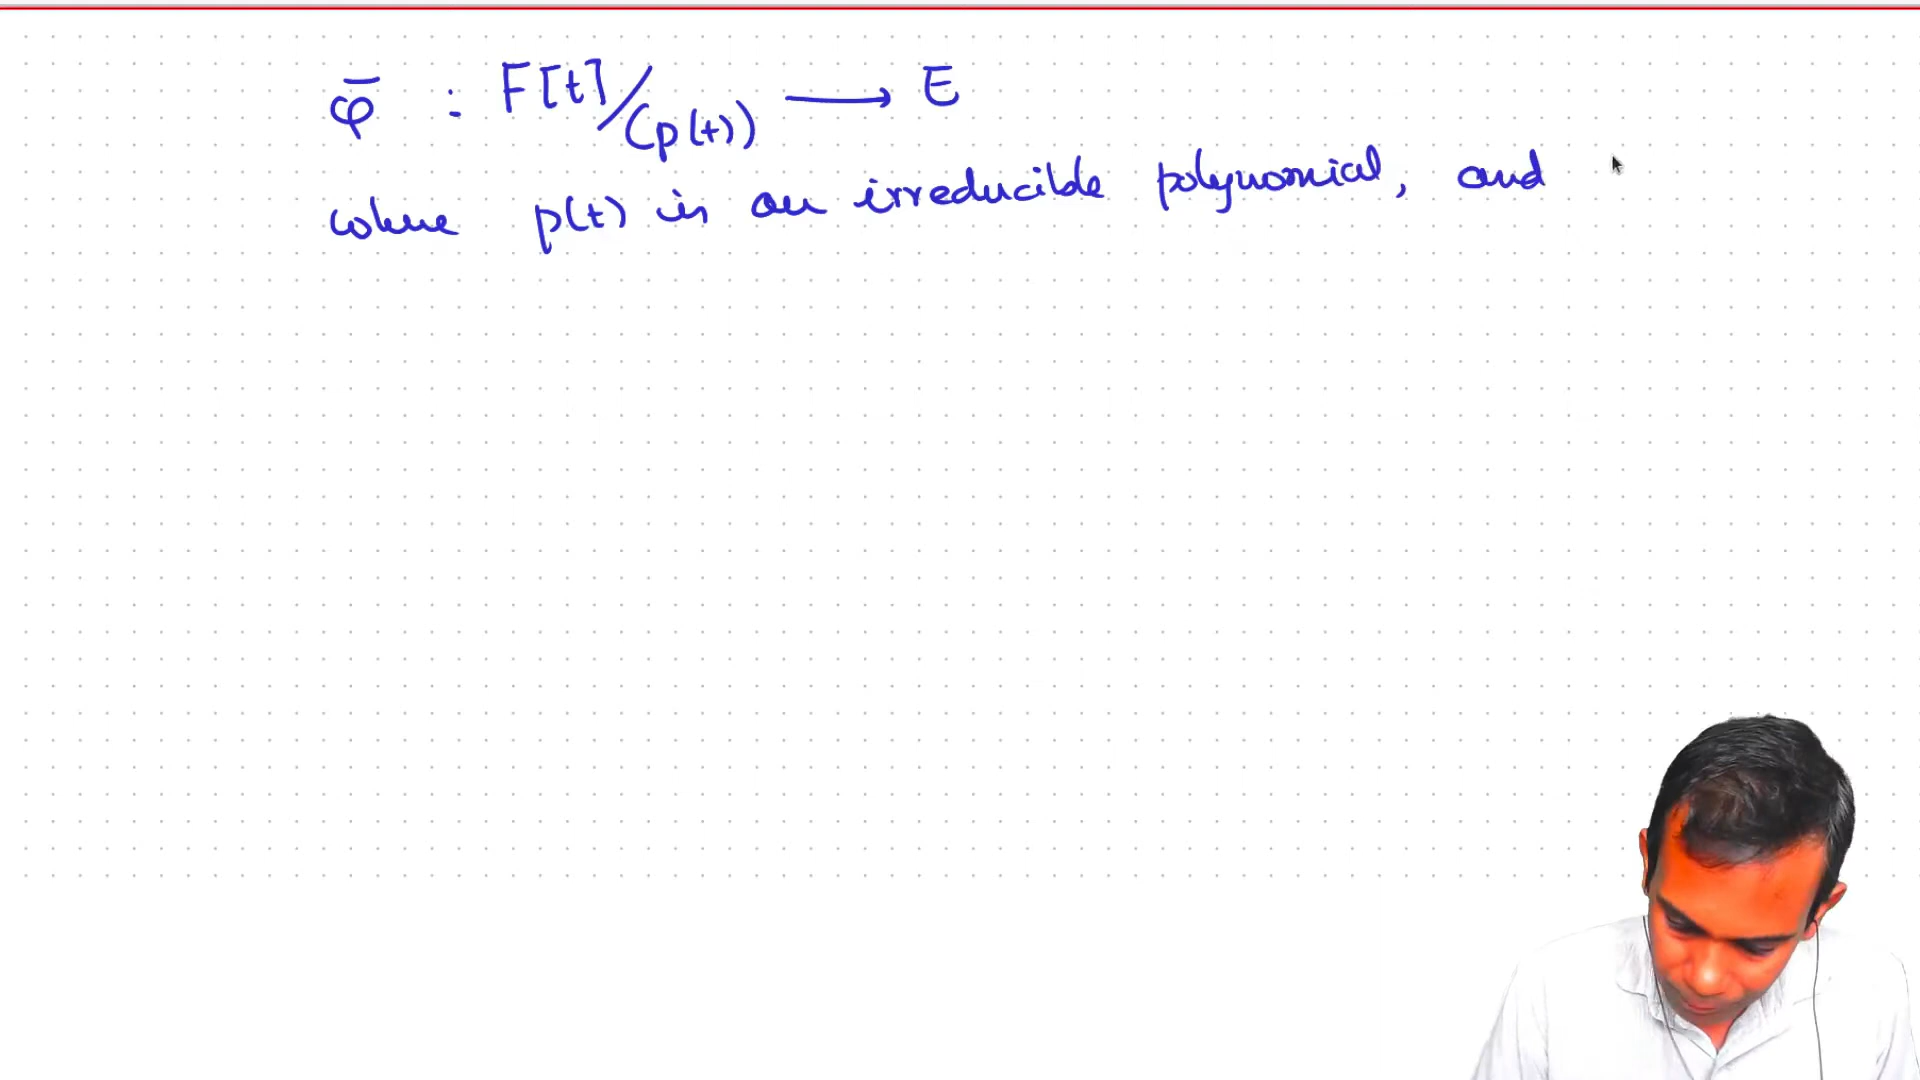 φ̄ : F[t]/(p(t)) ⟶ E
where p(t) is an irreducible polynomial, and